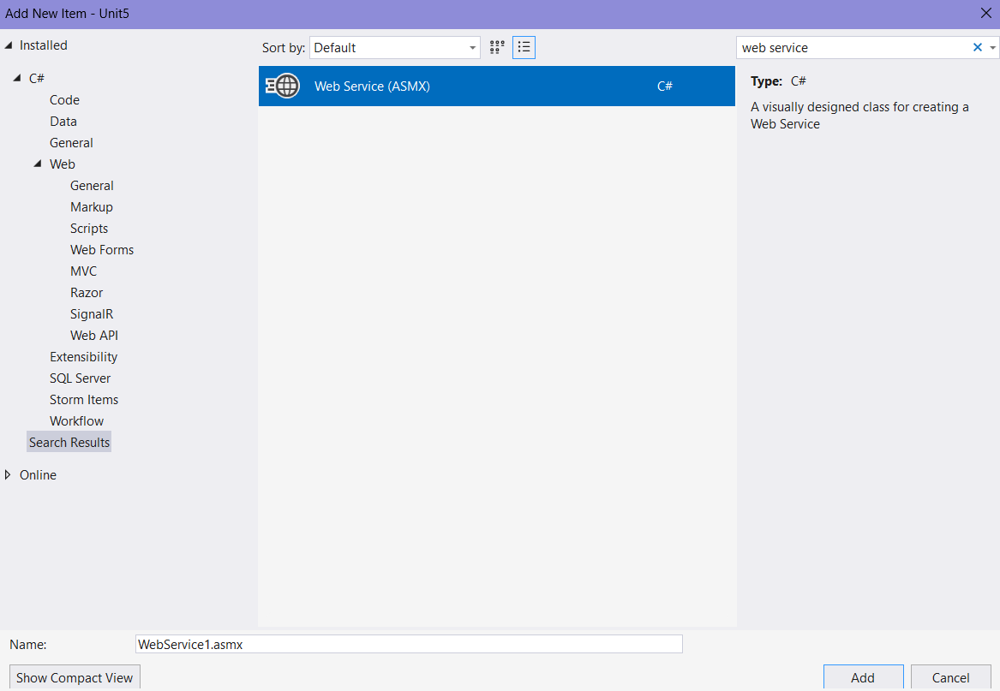 Add New Item - Unit5
Installed
C#
Code
Data
General
Web
General
Markup
Scripts
Web Forms
MVC
Razor
SignalR
Web API
Extensibility
SQL Server
Storm Items
Workflow
Search Results
Online
Sort by: Default
Web Service (ASMX) C#
web service
Type: C#
A visually designed class for creating a
Web Service
Name: WebService1.asmx
Show Compact View
Add Cancel